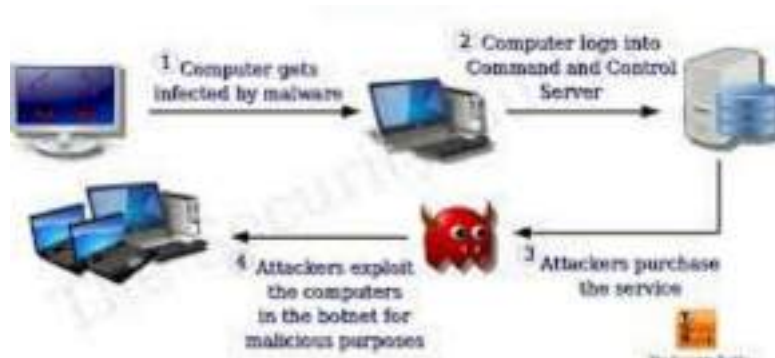 1 Computer gets
infected by malware
2 Computer logs into
Command and Control
Server
3 Attackers purchase
the service
4 Attackers exploit
the computers
in the botnet for
malicious purposes